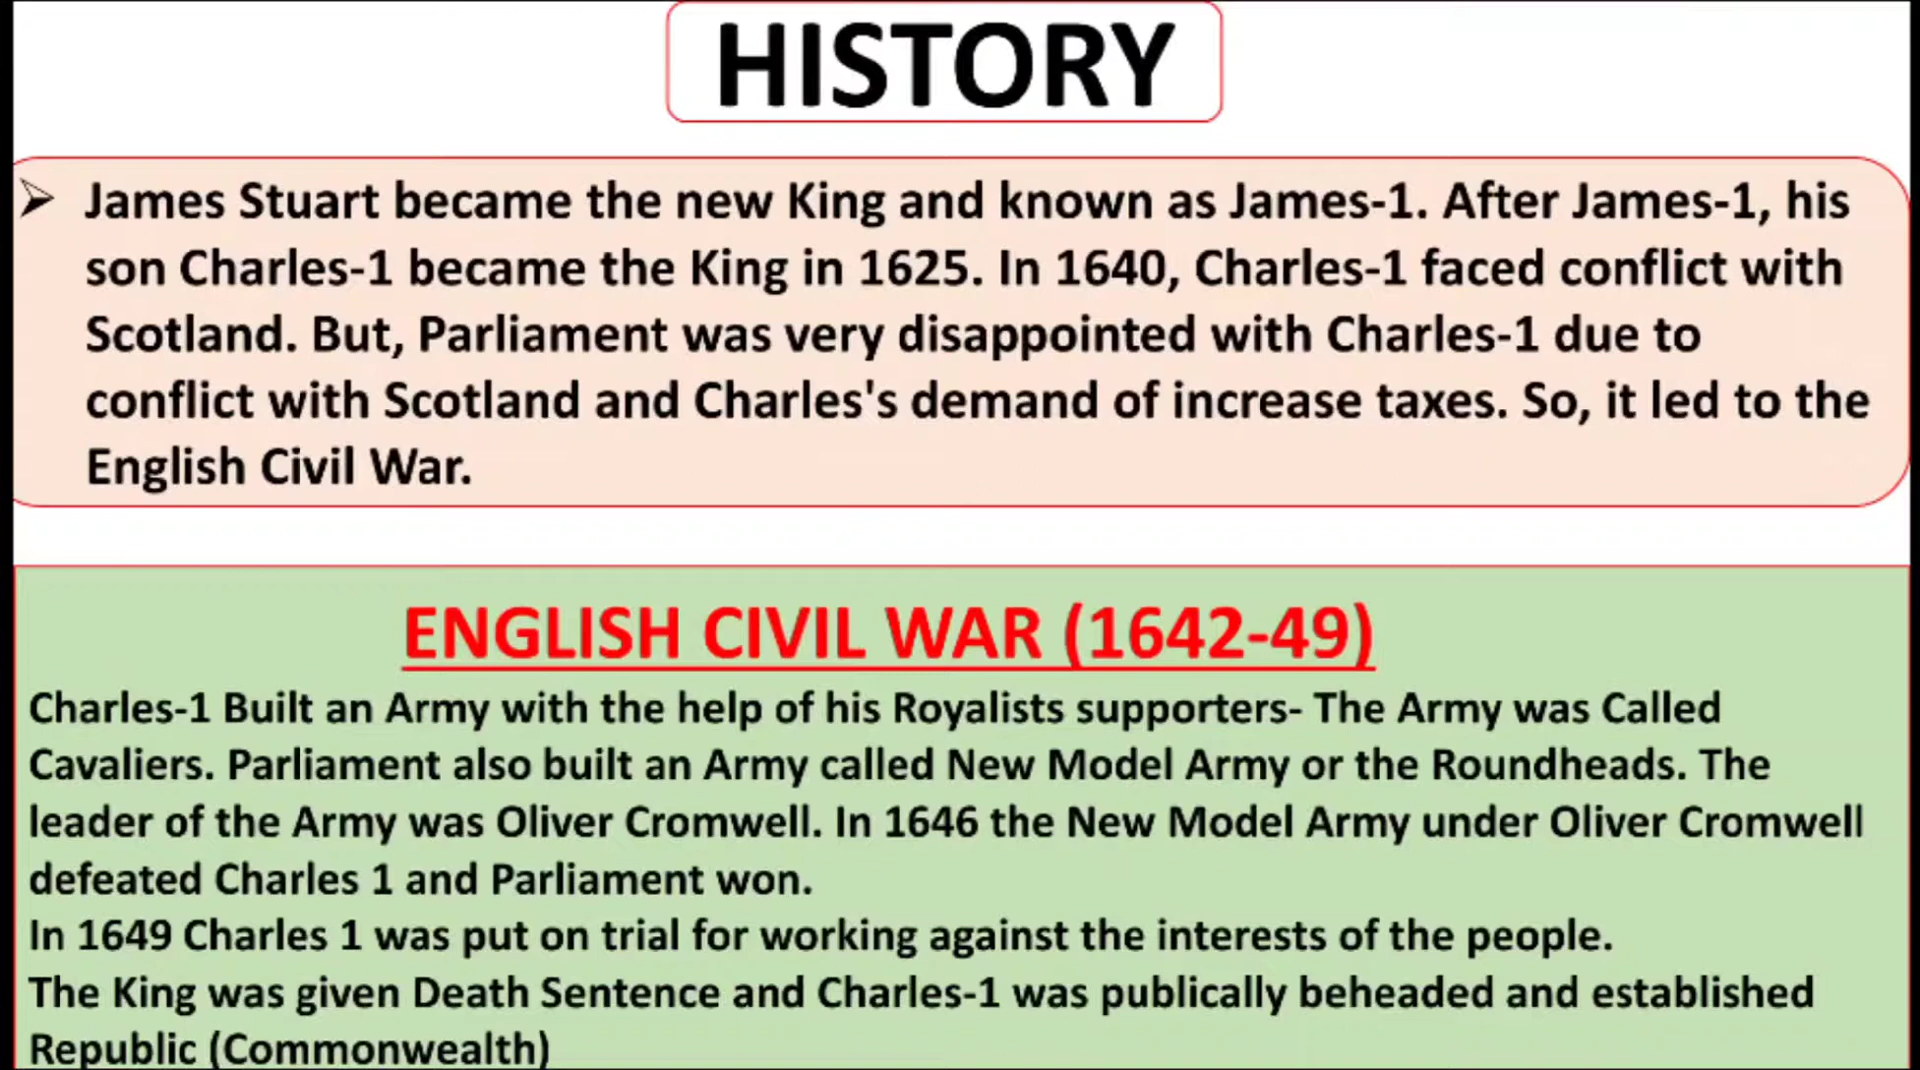 HISTORY
➢ James Stuart became the new King and known as James-1. After James-1, his
son Charles-1 became the King in 1625. In 1640, Charles-1 faced conflict with
Scotland. But, Parliament was very disappointed with Charles-1 due to
conflict with Scotland and Charles's demand of increase taxes. So, it led to the
English Civil War.
ENGLISH CIVIL WAR (1642-49)
Charles-1 Built an Army with the help of his Royalists supporters- The Army was Called
Cavaliers. Parliament also built an Army called New Model Army or the Roundheads. The
leader of the Army was Oliver Cromwell. In 1646 the New Model Army under Oliver Cromwell
defeated Charles 1 and Parliament won.
In 1649 Charles 1 was put on trial for working against the interests of the people.
The King was given Death Sentence and Charles-1 was publically beheaded and established
Republic (Commonwealth)